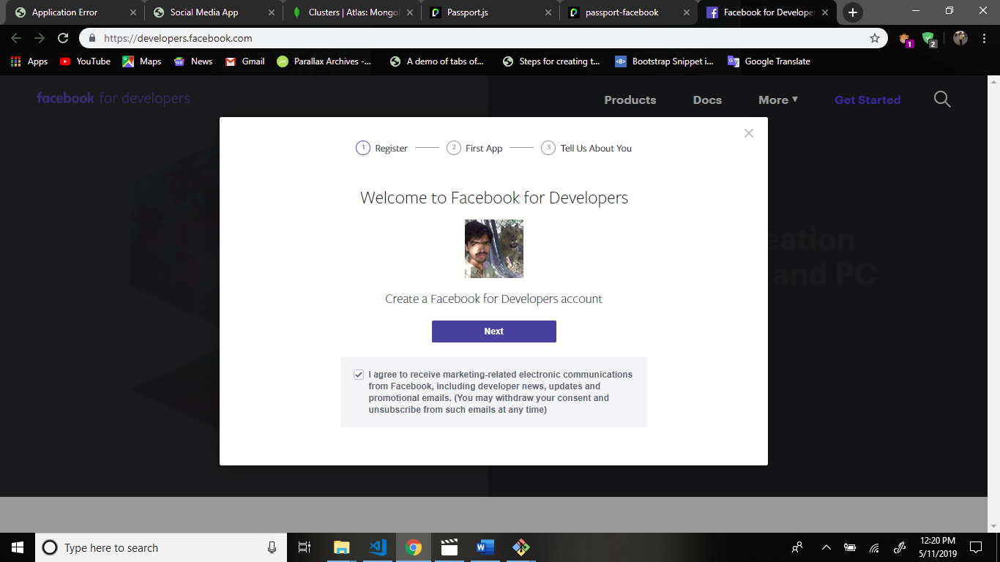 Application Error
Social Media App
Clusters | Atlas: Mongo
Passport.js
passport-facebook
Facebook for Developer
https://developers.facebook.com
1
2
Apps
YouTube
Maps
News
Gmail
Parallax Archives -...
A demo of tabs of...
Steps for creating t...
Bootstrap Snippet i...
Google Translate
facebook for developers
Products
Docs
More
Get Started
1 Register
2 First App
3 Tell Us About You
Welcome to Facebook for Developers
eation
and PC
Create a Facebook for Developers account
Next
I agree to receive marketing-related electronic communications
from Facebook, including developer news, updates and
promotional emails. (You may withdraw your consent and
unsubscribe from such emails at any time)
Type here to search
12:20 PM
5/11/2019